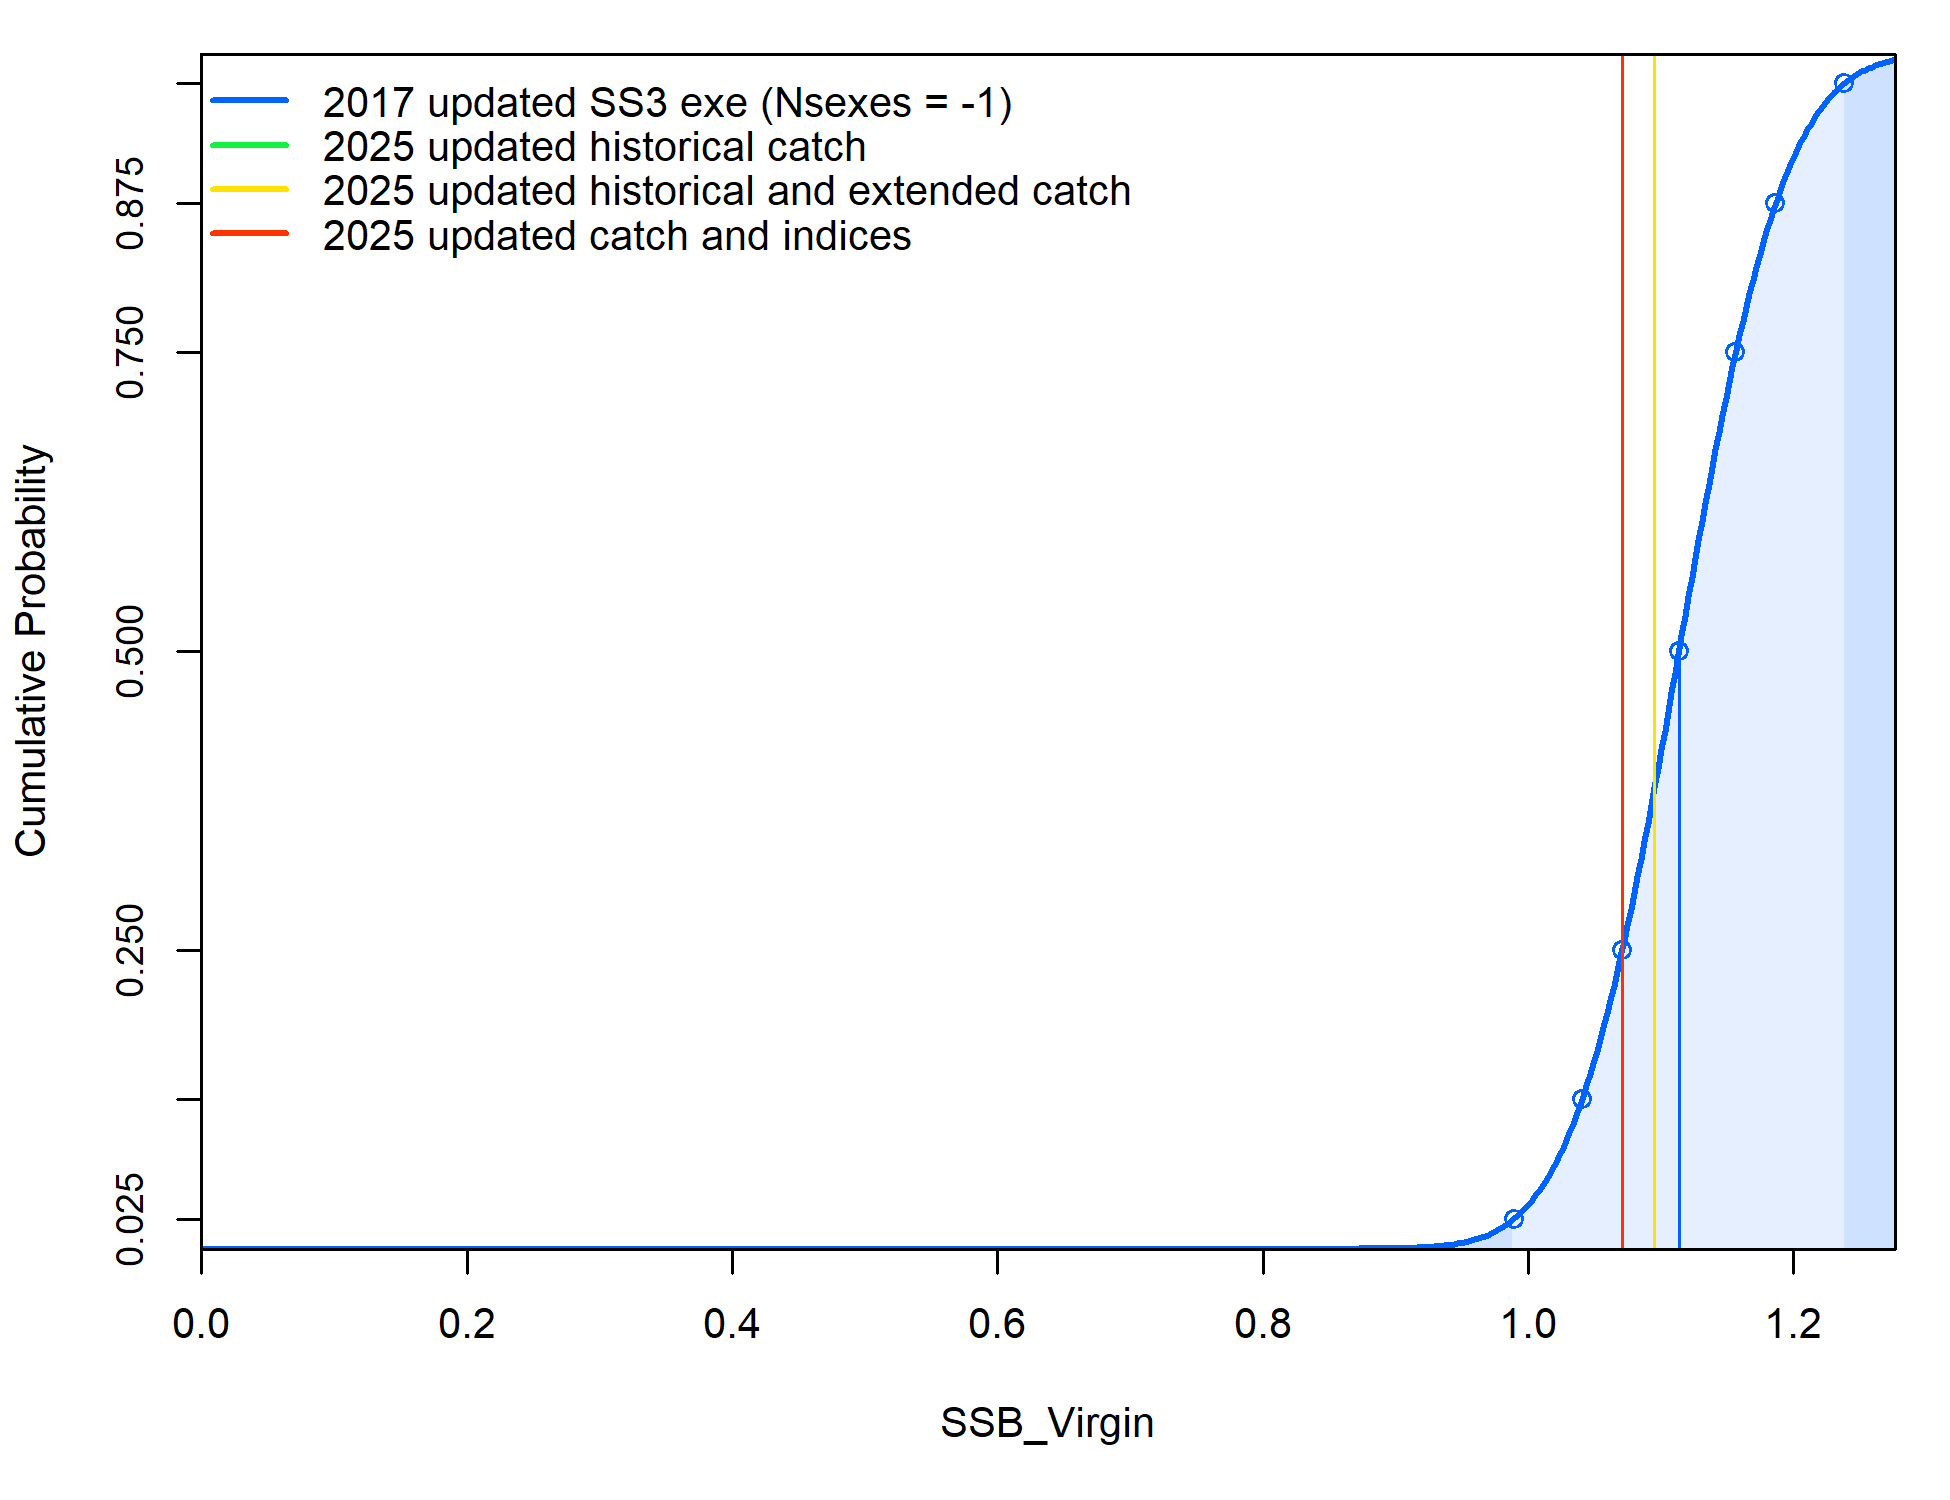 2017 updated SS3 exe (Nsexes = -1)
2025 updated historical catch
2025 updated historical and extended catch
2025 updated catch and indices
Cumulative Probability
0.875
0.750
0.500
0.250
0.025
0.0 0.2 0.4 0.6 0.8 1.0 1.2
SSB_Virgin